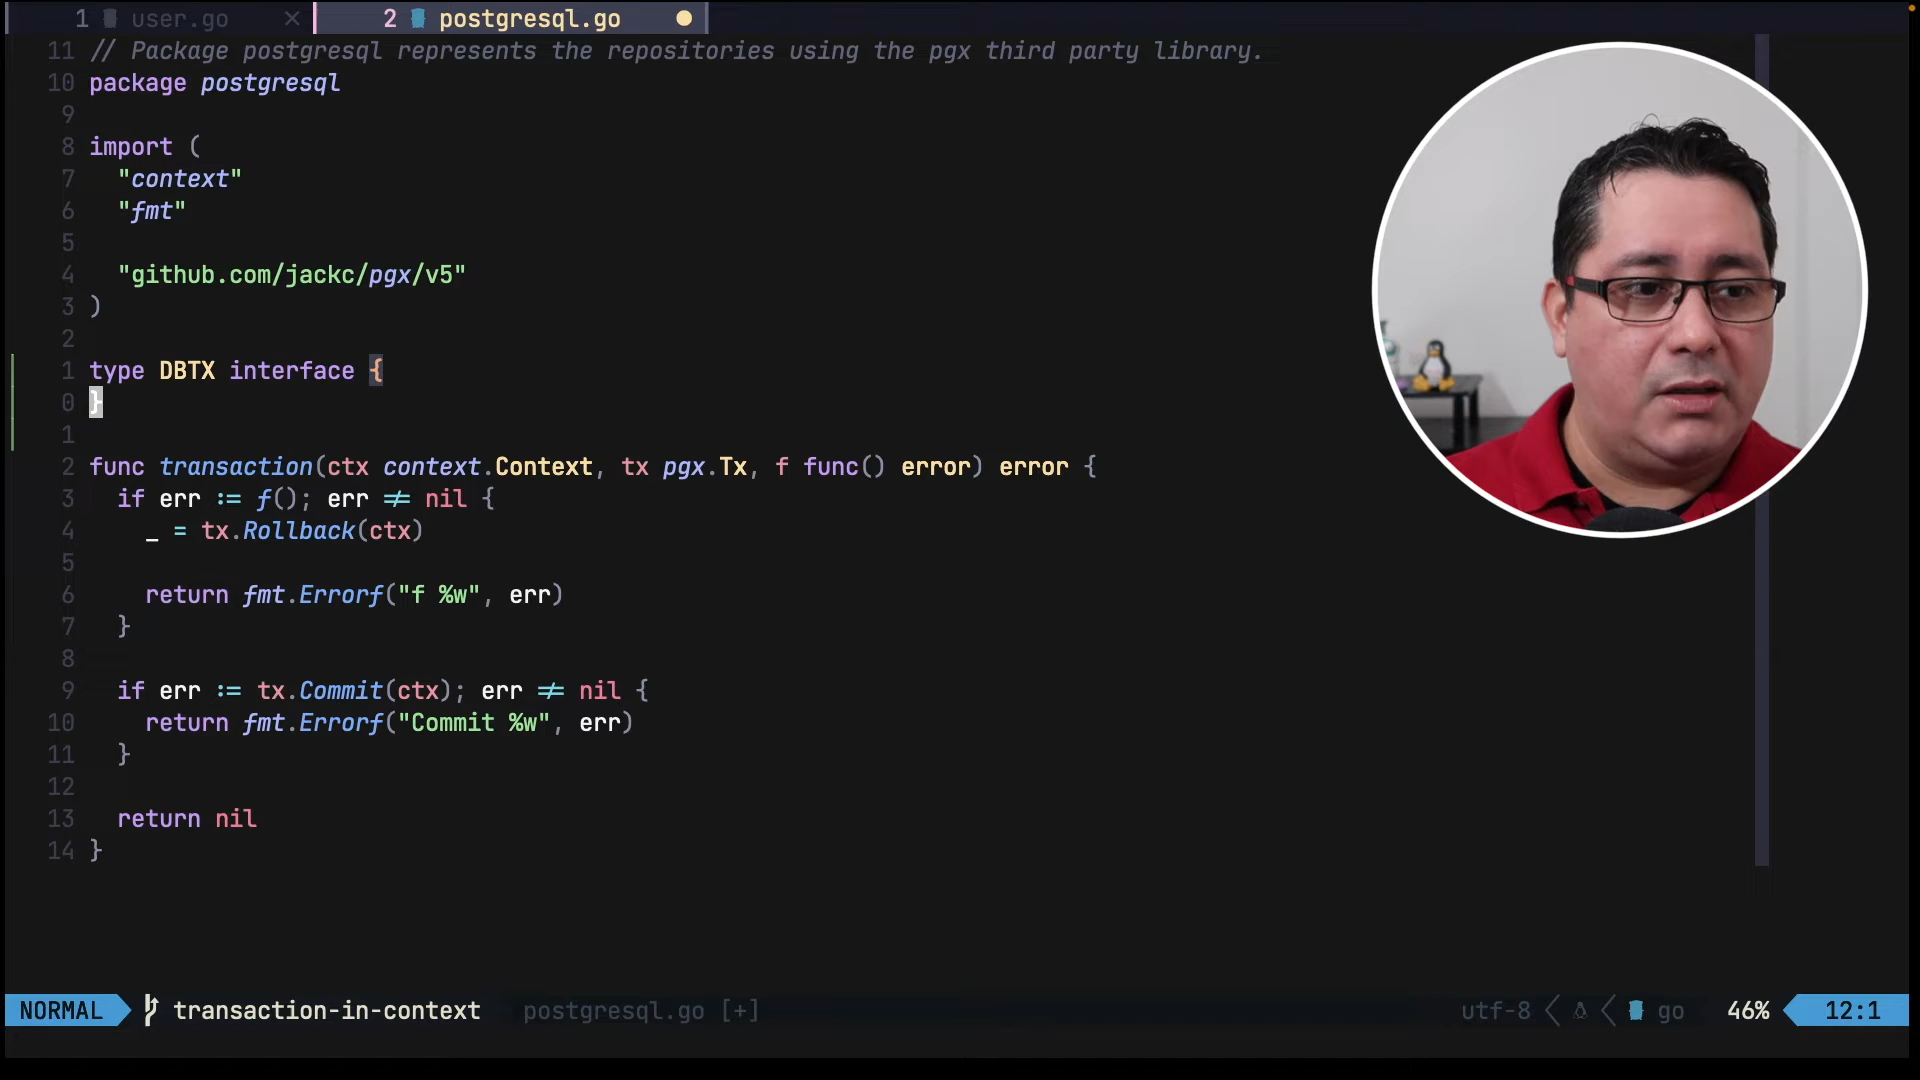 1 user.go × 2 postgresql.go
11 // Package postgresql represents the repositories using the pgx third party library.
10 package postgresql
9
8 import (
7 "context"
6 "fmt"
5
4 "github.com/jackc/pgx/v5"
3 )
2
1 type DBTX interface {
0 }
1
2 func transaction(ctx context.Context, tx pgx.Tx, f func() error) error {
3 if err := f(); err != nil {
4 _ = tx.Rollback(ctx)
5
6 return fmt.Errorf("f %w", err)
7 }
8
9 if err := tx.Commit(ctx); err != nil {
10 return fmt.Errorf("Commit %w", err)
11 }
12
13 return nil
14 }
NORMAL transaction-in-context postgresql.go [+] utf-8 go 46% 12:1